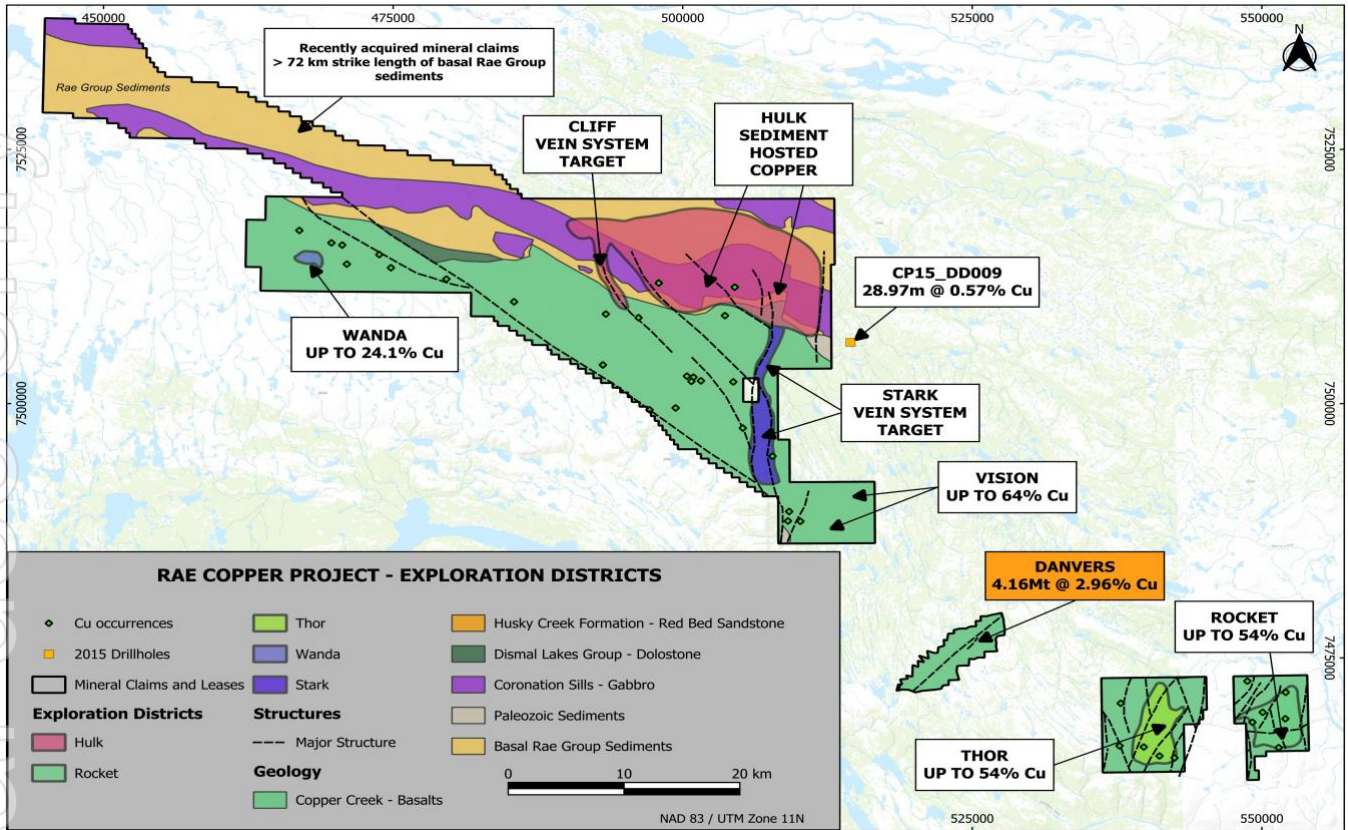 450000
475000
500000
525000
550000
N
Recently acquired mineral claims
> 72 km strike length of basal Rae Group
sediments
Rae Group Sediments
CLIFF
VEIN SYSTEM
TARGET
HULK
SEDIMENT
HOSTED
COPPER
7525000
7525000
CP15_DD009
28.97m @ 0.57% Cu
WANDA
UP TO 24.1% Cu
7500000
7500000
STARK
VEIN SYSTEM
TARGET
VISION
UP TO 64% Cu
DANVERS
4.16Mt @ 2.96% Cu
ROCKET
UP TO 54% Cu
7475000
THOR
UP TO 54% Cu
525000
550000
RAE COPPER PROJECT - EXPLORATION DISTRICTS
Cu occurrences
2015 Drillholes
Mineral Claims and Leases
Exploration Districts
Hulk
Rocket
Thor
Wanda
Stark
Structures
Major Structure
Geology
Copper Creek - Basalts
Husky Creek Formation - Red Bed Sandstone
Dismal Lakes Group - Dolostone
Coronation Sills - Gabbro
Paleozoic Sediments
Basal Rae Group Sediments
0 10 20 km
NAD 83 / UTM Zone 11N